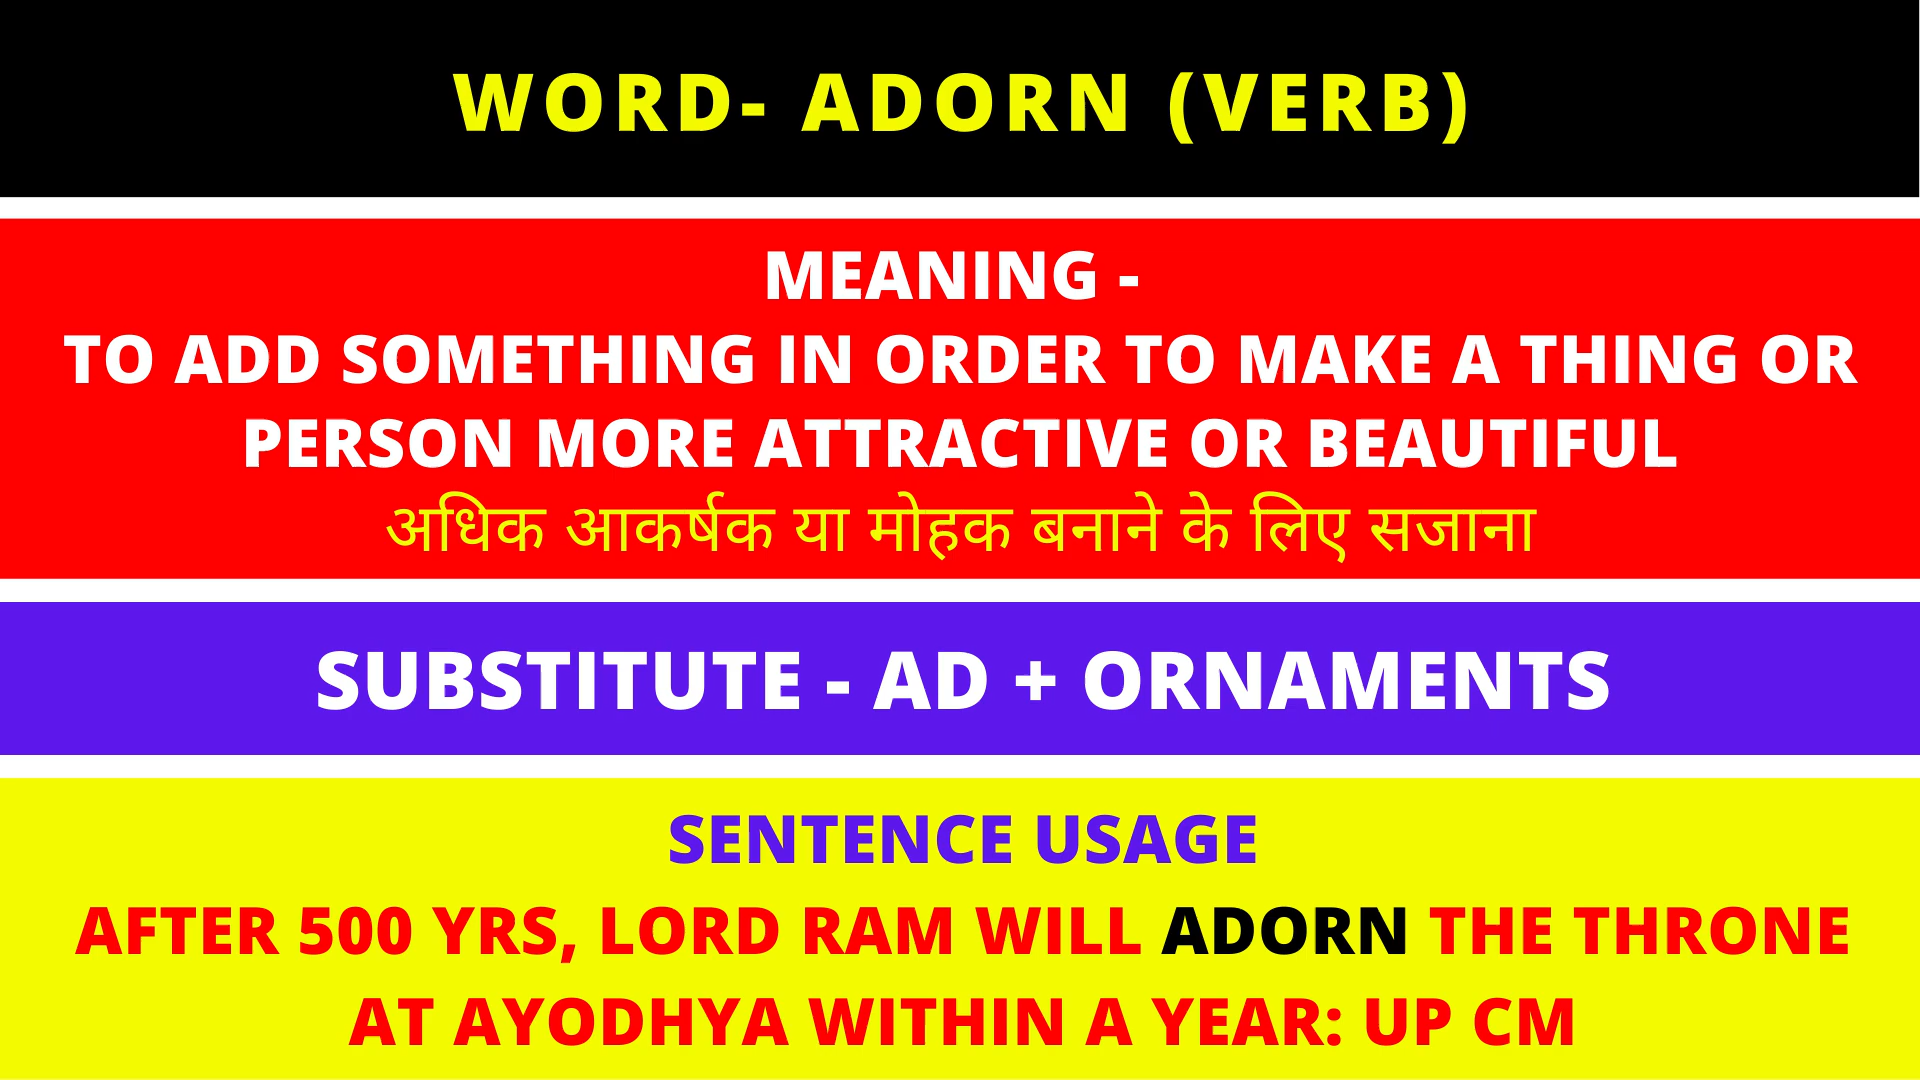 WORD- ADORN (VERB)
MEANING -
TO ADD SOMETHING IN ORDER TO MAKE A THING OR
PERSON MORE ATTRACTIVE OR BEAUTIFUL
अधिक आकर्षक या मोहक बनाने के लिए सजाना
SUBSTITUTE - AD + ORNAMENTS
SENTENCE USAGE
AFTER 500 YRS, LORD RAM WILL ADORN THE THRONE
AT AYODHYA WITHIN A YEAR: UP CM